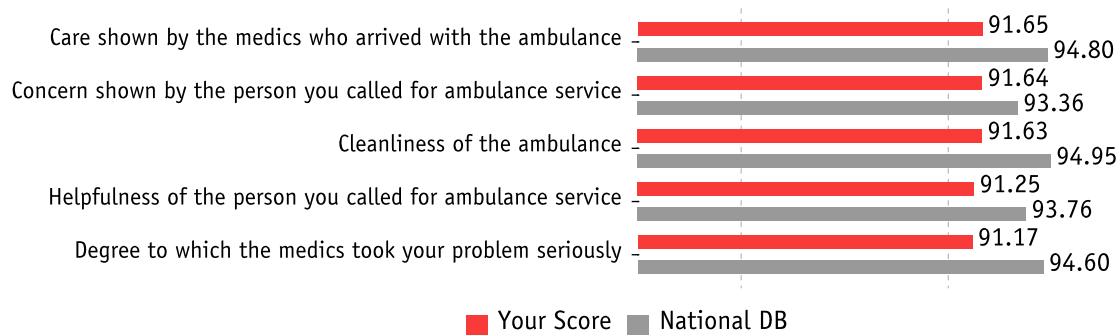 Care shown by the medics who arrived with the ambulance
91.65
94.80
Concern shown by the person you called for ambulance service
91.64
93.36
Cleanliness of the ambulance
91.63
94.95
Helpfulness of the person you called for ambulance service
91.25
93.76
Degree to which the medics took your problem seriously
91.17
94.60
Your Score National DB